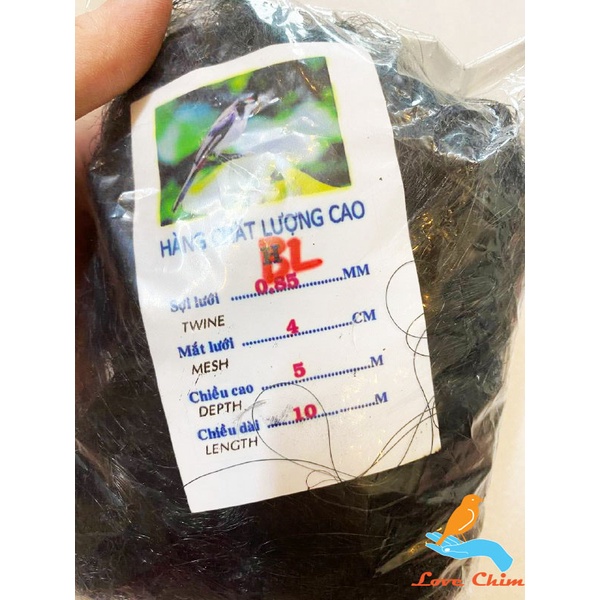 HÀNG CHẤT LƯỢNG CAO
BL
Sợi lưới ............0.85............MM
TWINE
Mắt lưới ............4............CM
MESH
Chiều cao ............5............M
DEPTH
Chiều dài ............10............M
LENGTH
Love Chim